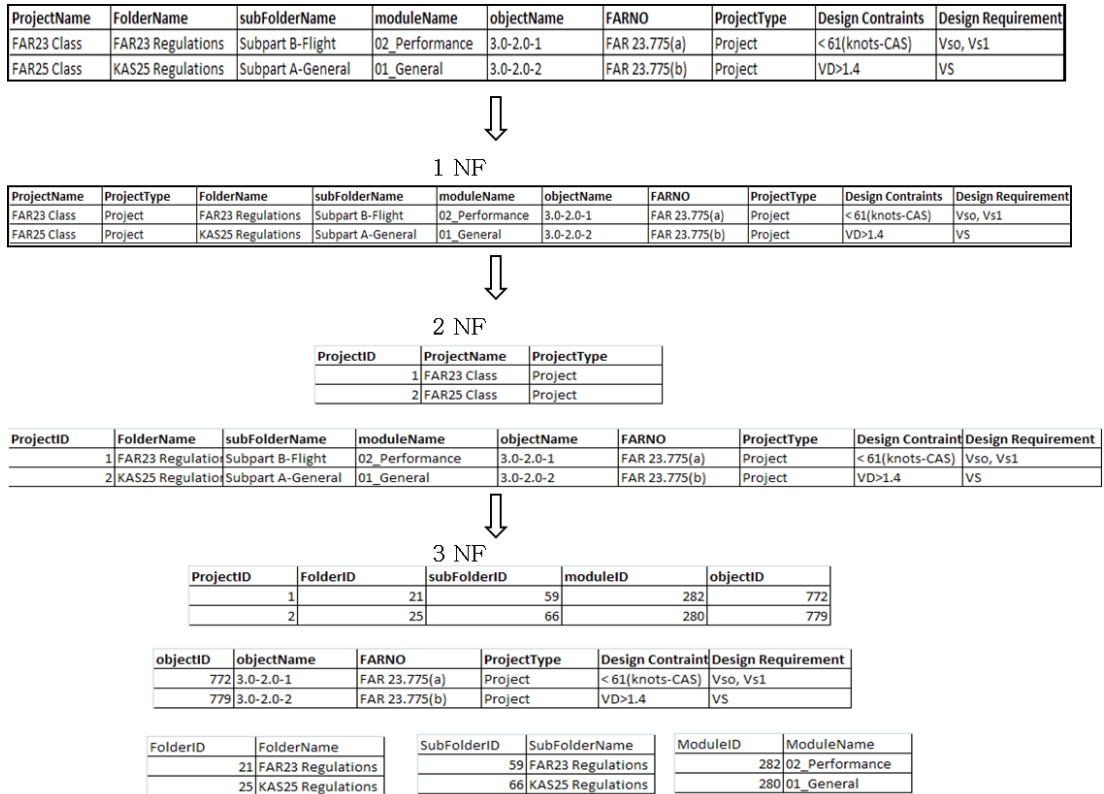 ProjectName FolderName subFolderName moduleName objectName FARNO ProjectType Design Contraints Design Requirement
FAR23 Class FAR23 Regulations Subpart B-Flight 02_Performance 3.0-2.0-1 FAR 23.775(a) Project <61(knots-CAS) Vso, Vs1
FAR25 Class KAS25 Regulations Subpart A-General 01_General 3.0-2.0-2 FAR 23.775(b) Project VD>1.4 VS
1 NF
ProjectName ProjectType FolderName subFolderName moduleName objectName FARNO ProjectType Design Contraints Design Requirement
FAR23 Class Project FAR23 Regulations Subpart B-Flight 02_Performance 3.0-2.0-1 FAR 23.775(a) Project <61(knots-CAS) Vso, Vs1
FAR25 Class Project KAS25 Regulations Subpart A-General 01_General 3.0-2.0-2 FAR 23.775(b) Project VD>1.4 VS
2 NF
ProjectID ProjectName ProjectType
1 FAR23 Class Project
2 FAR25 Class Project
ProjectID FolderName subFolderName moduleName objectName FARNO ProjectType Design Contraint Design Requirement
1 FAR23 Regulation Subpart B-Flight 02_Performance 3.0-2.0-1 FAR 23.775(a) Project <61(knots-CAS) Vso, Vs1
2 KAS25 Regulation Subpart A-General 01_General 3.0-2.0-2 FAR 23.775(b) Project VD>1.4 VS
3 NF
ProjectID FolderID subFolderID moduleID objectID
1 21 59 282 772
2 25 66 280 779
objectID objectName FARNO ProjectType Design Contraint Design Requirement
772 3.0-2.0-1 FAR 23.775(a) Project <61(knots-CAS) Vso, Vs1
779 3.0-2.0-2 FAR 23.775(b) Project VD>1.4 VS
FolderID FolderName
21 FAR23 Regulations
25 KAS25 Regulations
SubFolderID SubFolderName
59 FAR23 Regulations
66 KAS25 Regulations
ModuleID ModuleName
282 02_Performance
280 01_General